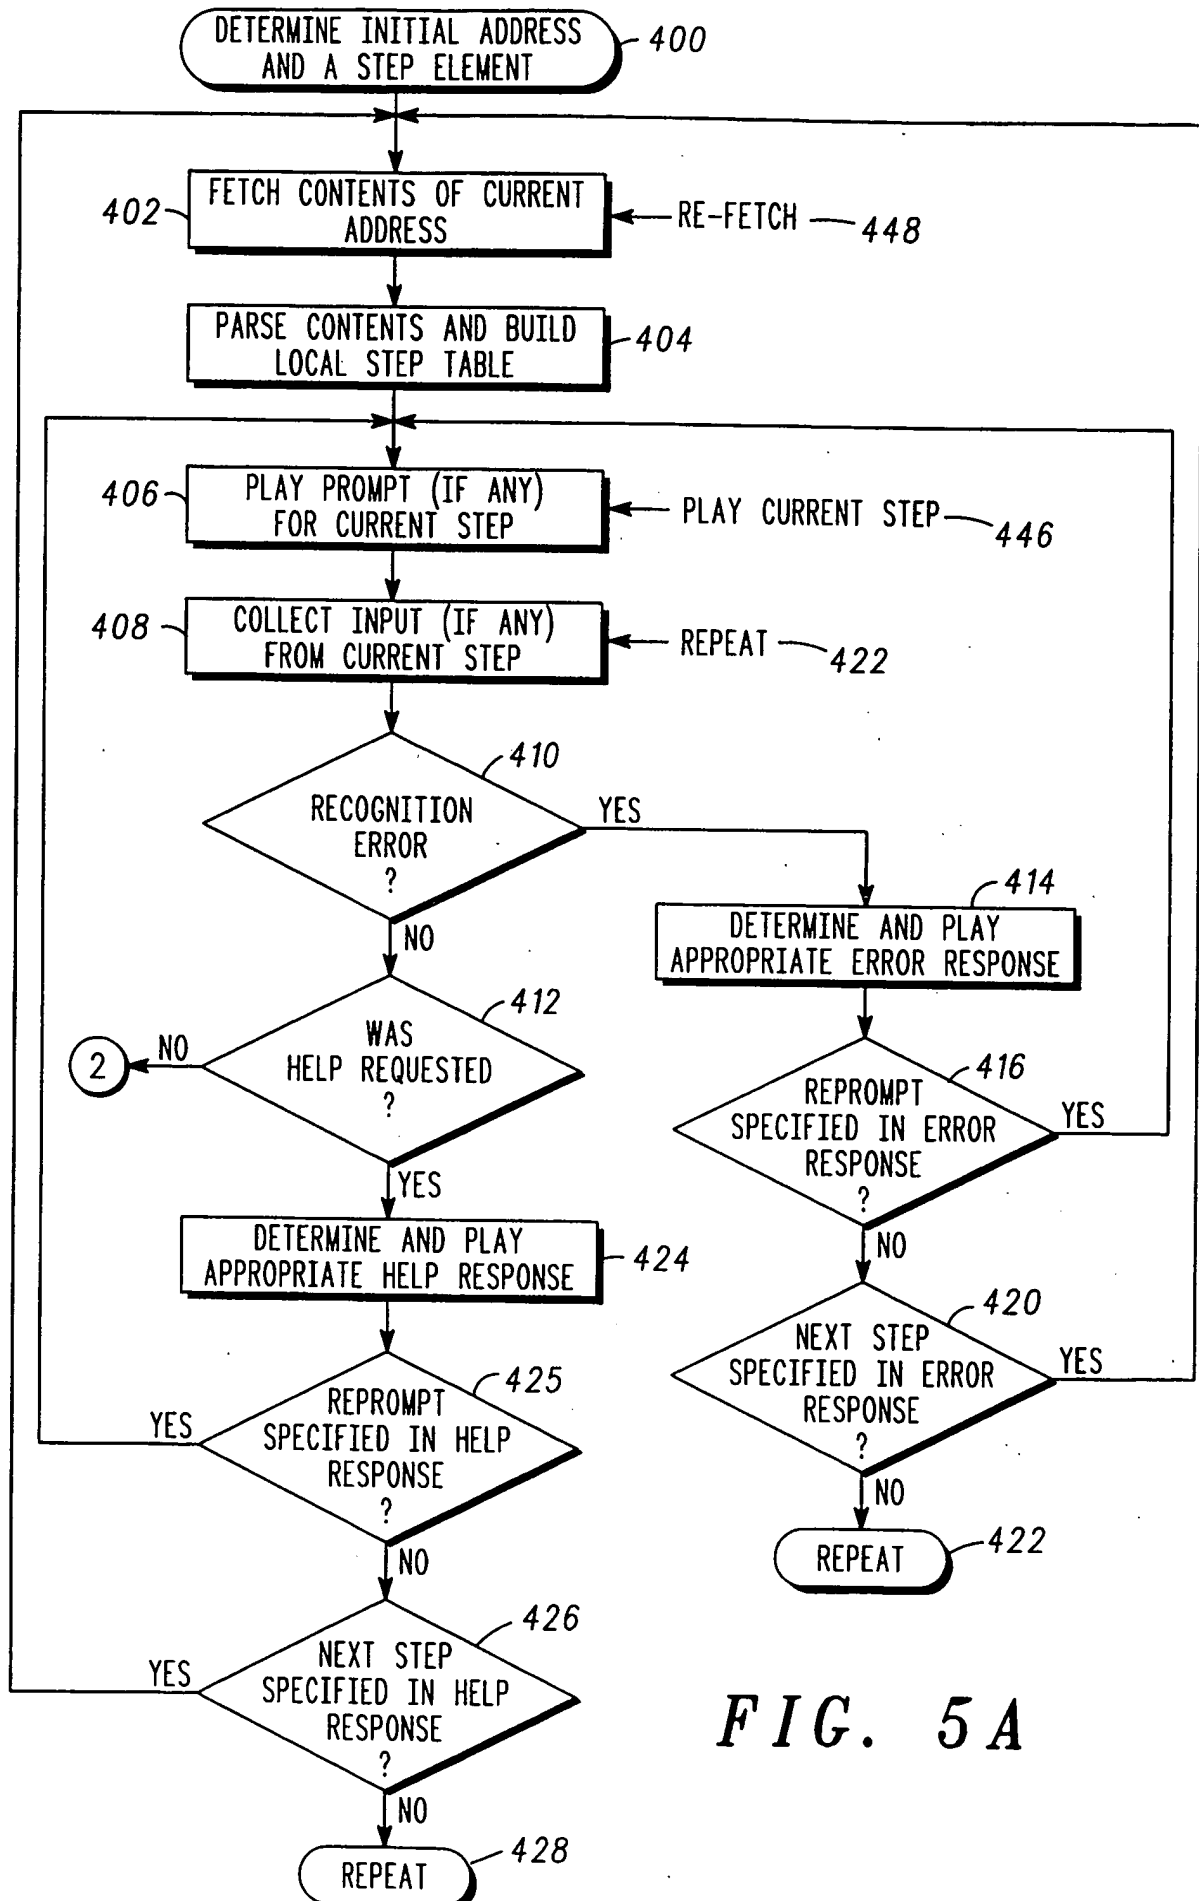 DETERMINE INITIAL ADDRESS
AND A STEP ELEMENT
400
FETCH CONTENTS OF CURRENT
ADDRESS
402
RE-FETCH
448
PARSE CONTENTS AND BUILD
LOCAL STEP TABLE
404
PLAY PROMPT (IF ANY)
FOR CURRENT STEP
406
PLAY CURRENT STEP
446
COLLECT INPUT (IF ANY)
FROM CURRENT STEP
408
REPEAT
422
410
RECOGNITION
ERROR
?
YES
NO
414
DETERMINE AND PLAY
APPROPRIATE ERROR RESPONSE
412
WAS
HELP REQUESTED
?
NO
2
YES
416
REPROMPT
SPECIFIED IN ERROR
RESPONSE
?
YES
NO
DETERMINE AND PLAY
APPROPRIATE HELP RESPONSE
424
420
NEXT STEP
SPECIFIED IN ERROR
RESPONSE
?
YES
NO
425
REPROMPT
SPECIFIED IN HELP
RESPONSE
?
YES
NO
REPEAT
422
426
NEXT STEP
SPECIFIED IN HELP
RESPONSE
?
YES
NO
REPEAT
428
FIG. 5A